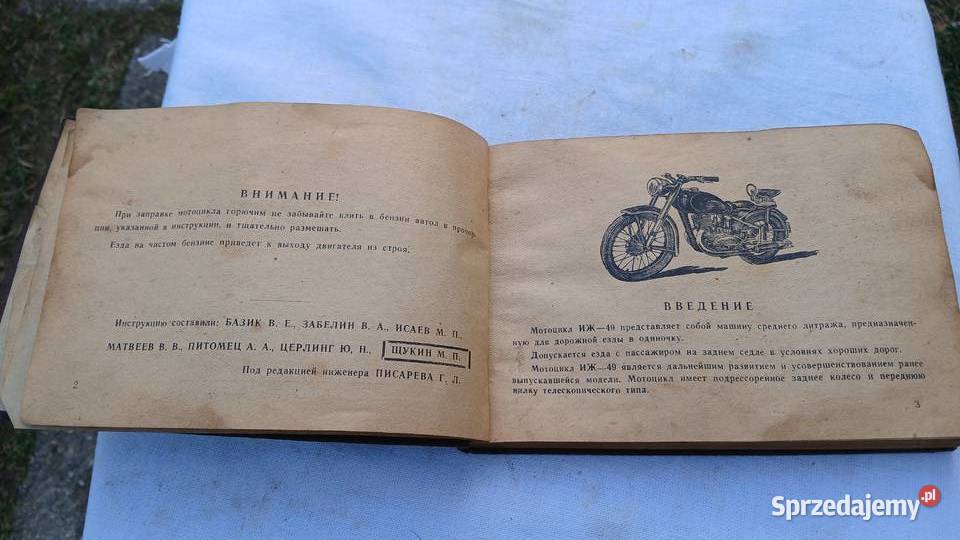 ВНИМАНИЕ!
При заправке мотоцикла горючим не забывайте влить в бензин автол в пропор-
ции, указанной в инструкции, и тщательно размешать.
Езда на чистом бензине приведет к выходу двигателя из строя.
Инструкцию составили: БАЗИК В. Е., ЗАБЕЛИН В. А., ИСАЕВ М. П.,
МАТВЕЕВ В. В., ПИТОМЕЦ А. А., ЦЕРЛИНГ Ю, Н., ЩУКИН М. П.
Под редакцией инженера ПИСАРЕВА Г. Л.
2
ВВЕДЕНИЕ
Мотоцикл ИЖ—49 представляет собой машину среднего литража, предназначен-
ную для дорожной езды в одиночку.
Допускается езда с пассажиром на заднем седле в условиях хороших дорог.
Мотоцикл ИЖ—49 является дальнейшим развитием и усовершенствованием ранее
выпускавшейся модели. Мотоцикл имеет подрессоренное заднее колесо и переднюю
вилку телескопического типа.
3
Sprzedajemy.pl